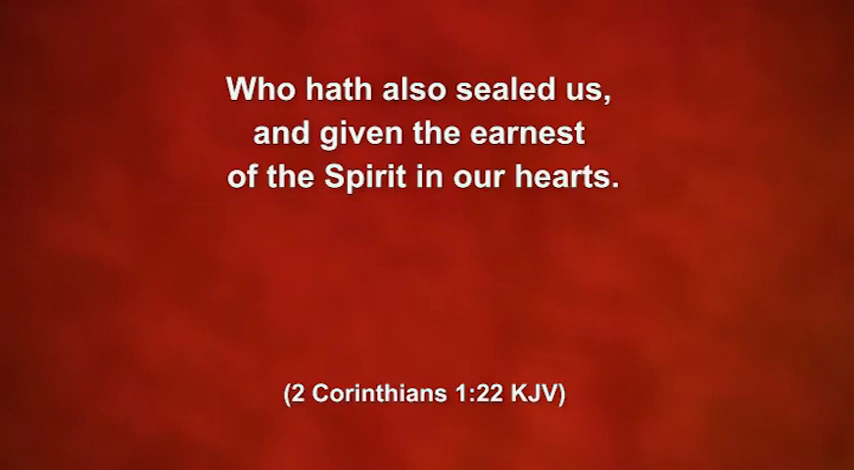 Who hath also sealed us,
and given the earnest
of the Spirit in our hearts.
(2 Corinthians 1:22 KJV)